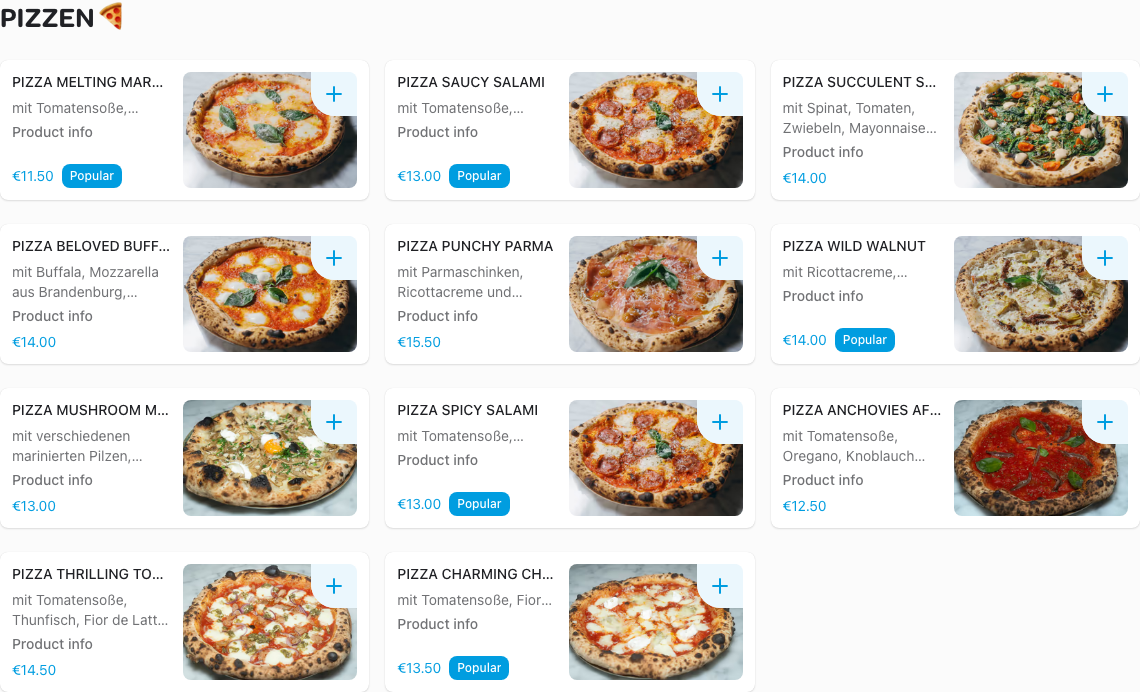 PIZZEN
PIZZA MELTING MAR...
mit Tomatensoße,...
Product info
€11.50 Popular
PIZZA SAUCY SALAMI
mit Tomatensoße,...
Product info
€13.00 Popular
PIZZA SUCCULENT S...
mit Spinat, Tomaten,
Zwiebeln, Mayonnaise...
Product info
€14.00
PIZZA BELOVED BUFF...
mit Buffala, Mozzarella
aus Brandenburg,...
Product info
€14.00
PIZZA PUNCHY PARMA
mit Parmaschinken,
Ricottacreme und...
Product info
€15.50
PIZZA WILD WALNUT
mit Ricottacreme,...
Product info
€14.00 Popular
PIZZA MUSHROOM M...
mit verschiedenen
marinierten Pilzen,...
Product info
€13.00
PIZZA SPICY SALAMI
mit Tomatensoße,...
Product info
€13.00 Popular
PIZZA ANCHOVIES AF...
mit Tomatensoße,
Oregano, Knoblauch...
Product info
€12.50
PIZZA THRILLING TO...
mit Tomatensoße,
Thunfisch, Fior de Latt...
Product info
€14.50
PIZZA CHARMING CH...
mit Tomatensoße, Fior...
Product info
€13.50 Popular